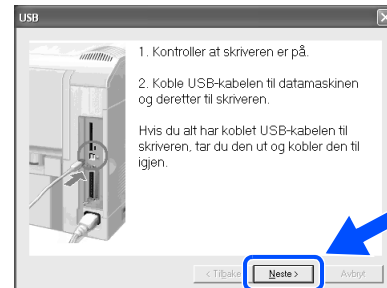 USB
1. Kontroller at skriveren er på.
2. Koble USB-kabelen til datamaskinen
og deretter til skriveren.
Hvis du alt har koblet USB-kabelen til
skriveren, tar du den ut og kobler den til
igjen.
< Tilbake
Neste >
Avbryt